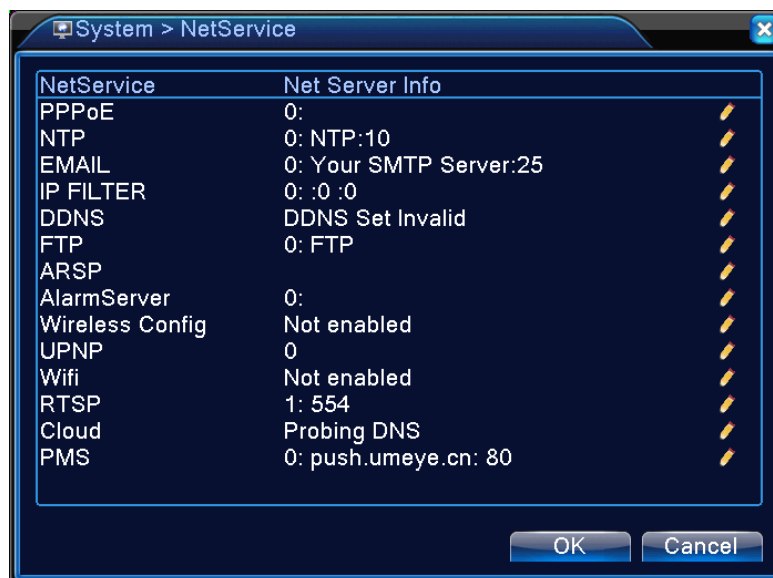 System > NetService
NetService Net Server Info
PPPoE 0:
NTP 0: NTP:10
EMAIL 0: Your SMTP Server:25
IP FILTER 0: :0 :0
DDNS DDNS Set Invalid
FTP 0: FTP
ARSP
AlarmServer 0:
Wireless Config Not enabled
UPNP 0
Wifi Not enabled
RTSP 1: 554
Cloud Probing DNS
PMS 0: push.umeye.cn: 80
OK Cancel